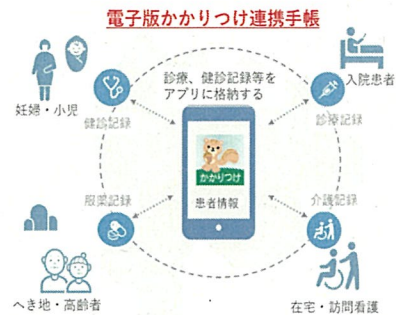 電子版かかりつけ連携手帳
診療、健診記録等を
アプリに格納する
妊婦・小児
健診記録
入院患者
診療記録
かかりつけ
患者情報
服薬記録
介護記録
へき地・高齢者
在宅・訪問看護